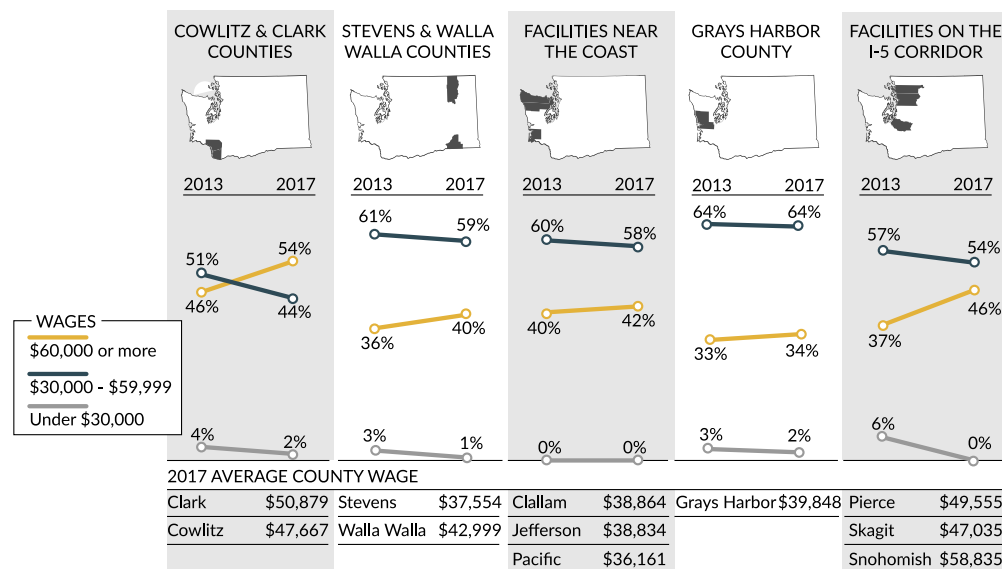 COWLITZ & CLARK
COUNTIES
STEVENS & WALLA
WALLA COUNTIES
FACILITIES NEAR
THE COAST
GRAYS HARBOR
COUNTY
FACILITIES ON THE
I-5 CORRIDOR
2013 2017
2013 2017
2013 2017
2013 2017
2013 2017
51% 54%
46% 44%
4% 2%
61% 59%
36% 40%
3% 1%
60% 58%
40% 42%
0% 0%
64% 64%
33% 34%
3% 2%
57% 54%
37% 46%
6% 0%
WAGES
$60,000 or more
$30,000 - $59,999
Under $30,000
2017 AVERAGE COUNTY WAGE
Clark $50,879
Cowlitz $47,667
Stevens $37,554
Walla Walla $42,999
Clallam $38,864
Jefferson $38,834
Pacific $36,161
Grays Harbor $39,848
Pierce $49,555
Skagit $47,035
Snohomish $58,835